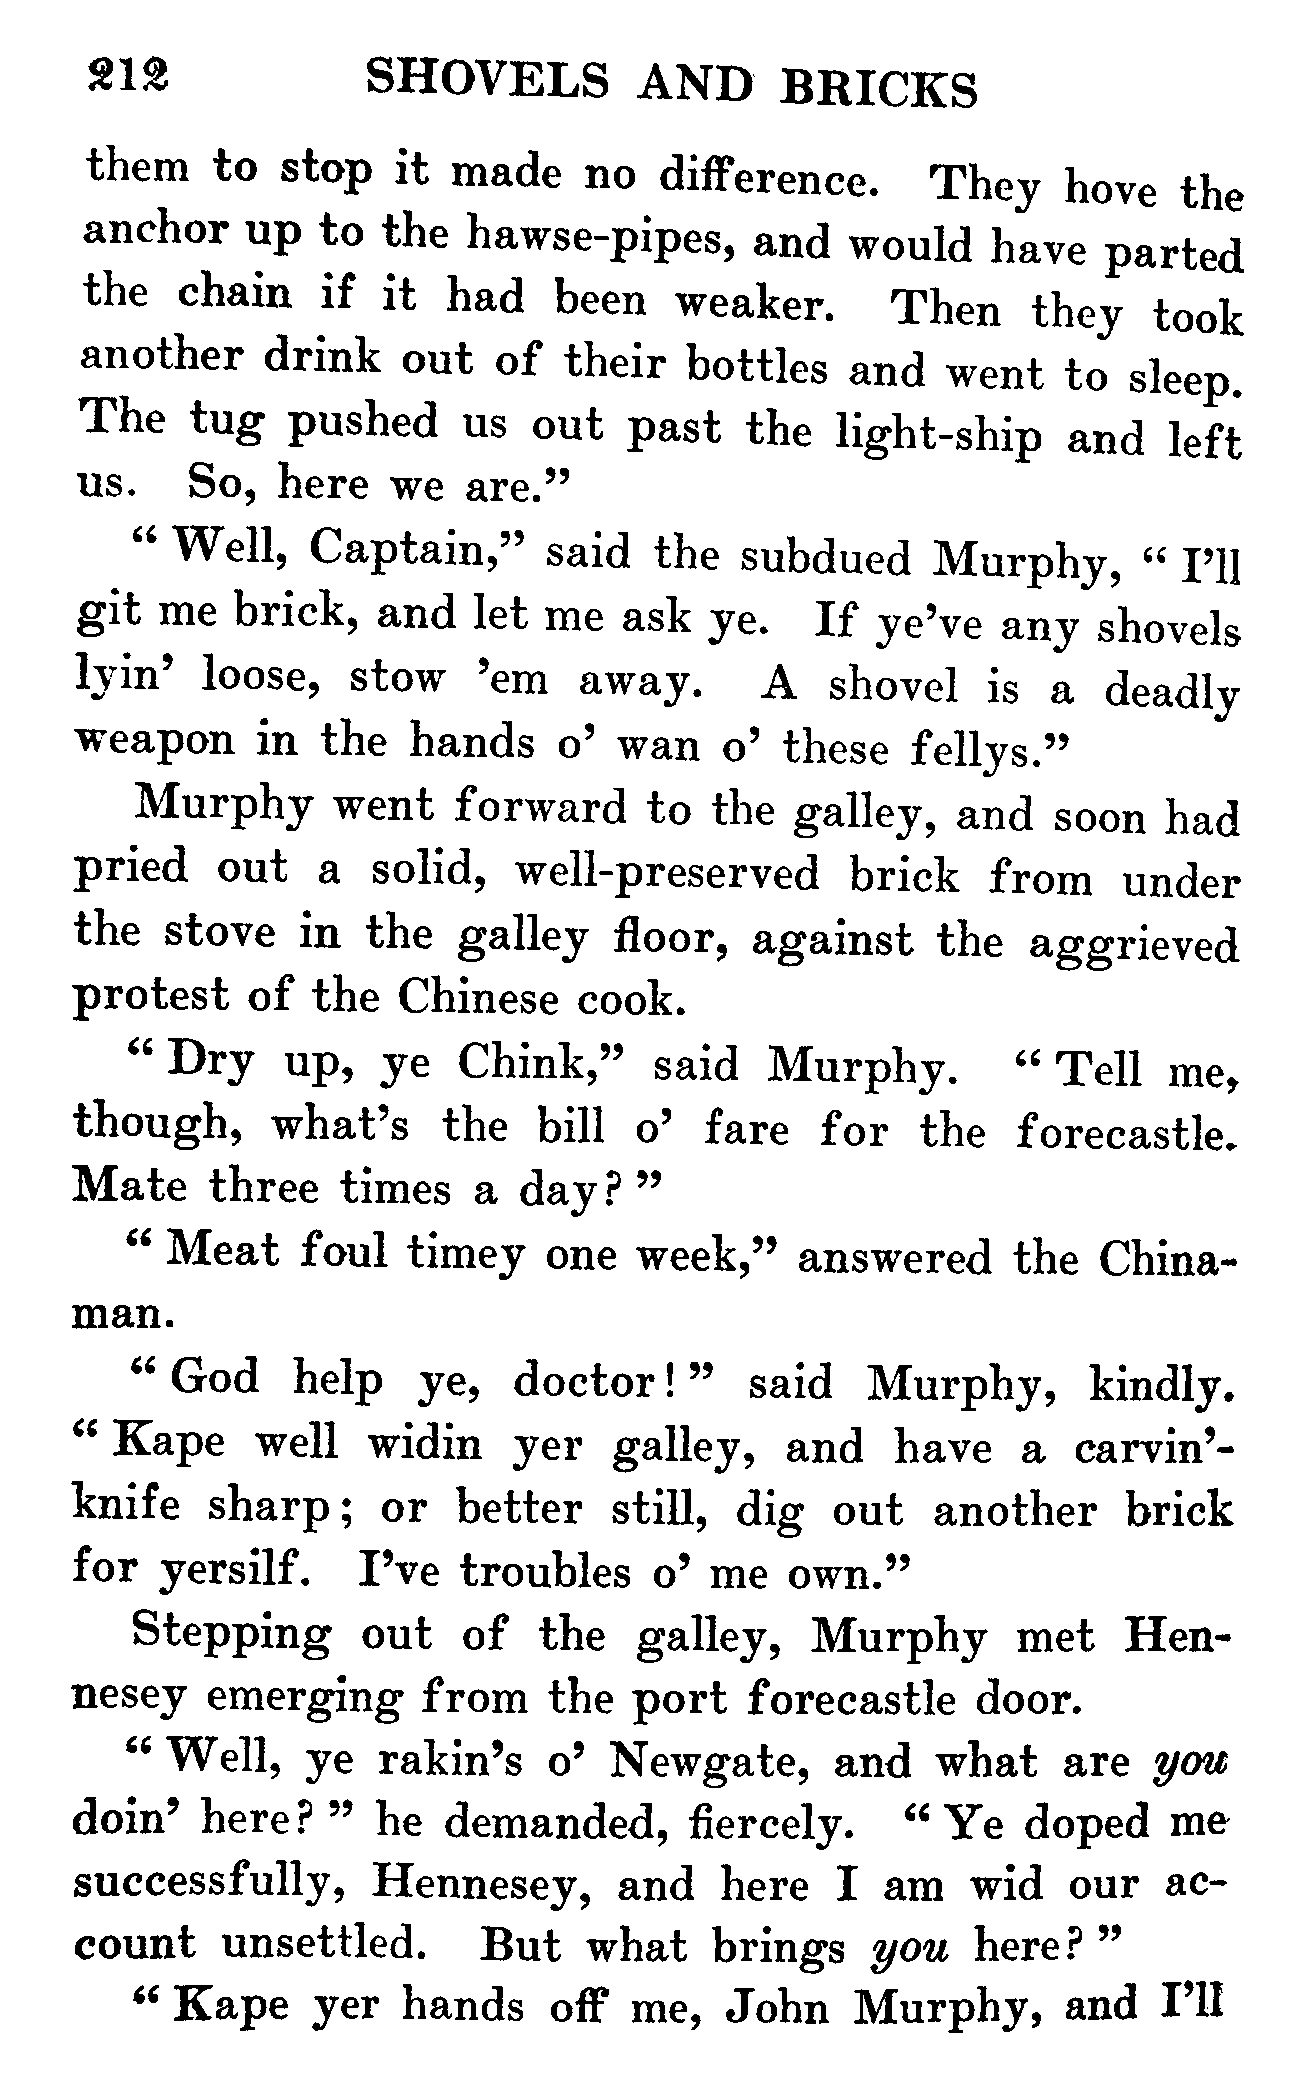 212 SHOVELS AND BRICKS
them to stop it made no difference. They hove the
anchor up to the hawse-pipes, and would have parted
the chain if it had been weaker. Then they took
another drink out of their bottles and went to sleep.
The tug pushed us out past the light-ship and left
us. So, here we are.”
“ Well, Captain,” said the subdued Murphy, “ I’ll
git me brick, and let me ask ye. If ye’ve any shovels
lyin’ loose, stow ’em away. A shovel is a deadly
weapon in the hands o’ wan o’ these fellys.”
Murphy went forward to the galley, and soon had
pried out a solid, well-preserved brick from under
the stove in the galley floor, against the aggrieved
protest of the Chinese cook.
“ Dry up, ye Chink,” said Murphy. “ Tell me,
though, what’s the bill o’ fare for the forecastle.
Mate three times a day? ”
“ Meat foul timey one week,” answered the China-
man.
“ God help ye, doctor! ” said Murphy, kindly.
“ Kape well widin yer galley, and have a carvin’-
knife sharp; or better still, dig out another brick
for yersilf. I’ve troubles o’ me own.”
Stepping out of the galley, Murphy met Hen-
nesey emerging from the port forecastle door.
“ Well, ye rakin’s o’ Newgate, and what are you
doin’ here? ” he demanded, fiercely. “ Ye doped me
successfully, Hennesey, and here I am wid our ac-
count unsettled. But what brings you here? ”
“ Kape yer hands off me, John Murphy, and I’ll